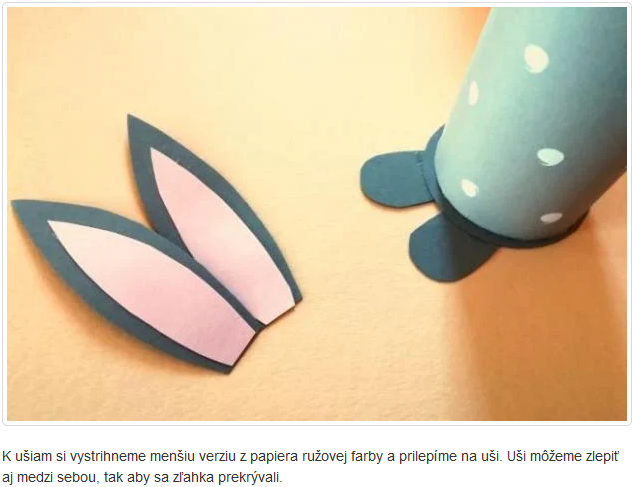 K ušiam si vystrihneme menšiu verziu z papiera ružovej farby a prilepíme na uši. Uši môžeme zlepiť
aj medzi sebou, tak aby sa zľahka prekrývali.